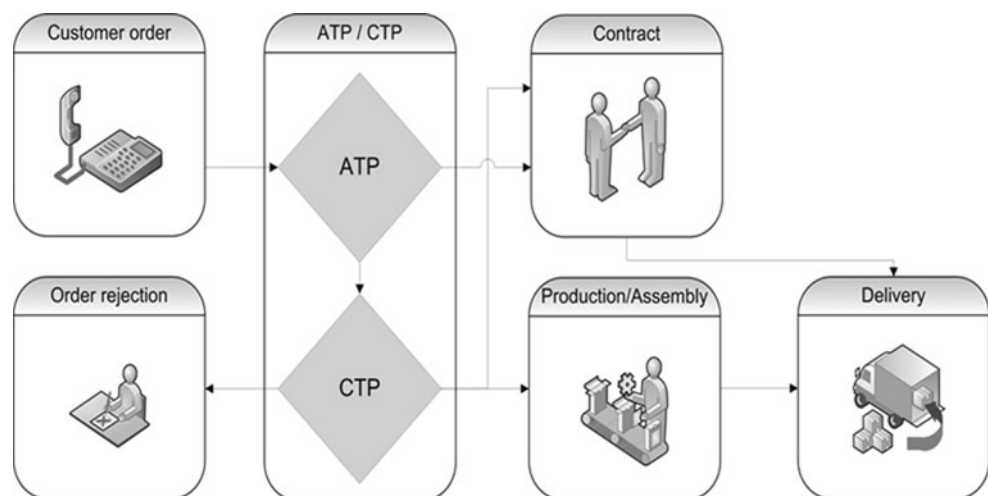 Customer order
ATP / CTP
Contract
ATP
Order rejection
Production/Assembly
Delivery
CTP